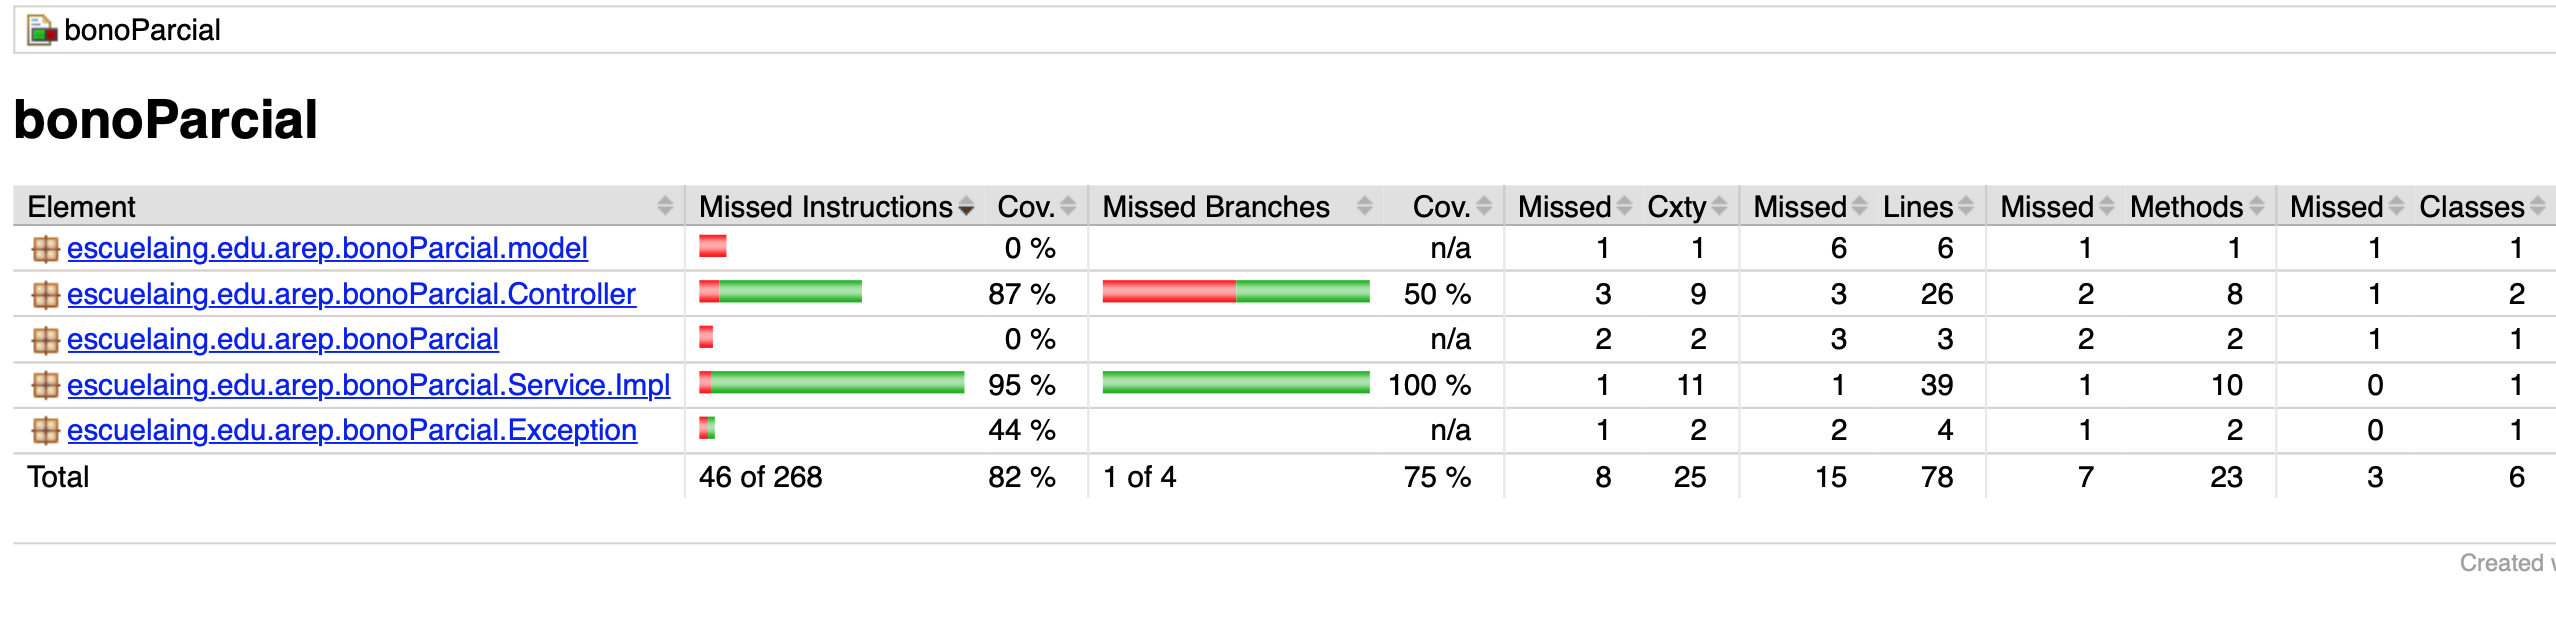 bonoParcial
bonoParcial
Element Missed Instructions Cov. Missed Branches Cov. Missed Cxty Missed Lines Missed Methods Missed Classes
escuelaing.edu.arep.bonoParcial.model 0 % n/a 1 1 6 6 1 1 1 1
escuelaing.edu.arep.bonoParcial.Controller 87 % 50 % 3 9 3 26 2 8 1 2
escuelaing.edu.arep.bonoParcial 0 % n/a 2 2 3 3 2 2 1 1
escuelaing.edu.arep.bonoParcial.Service.Impl 95 % 100 % 1 11 1 39 1 10 0 1
escuelaing.edu.arep.bonoParcial.Exception 44 % n/a 1 2 2 4 1 2 0 1
Total 46 of 268 82 % 1 of 4 75 % 8 25 15 78 7 23 3 6
Created